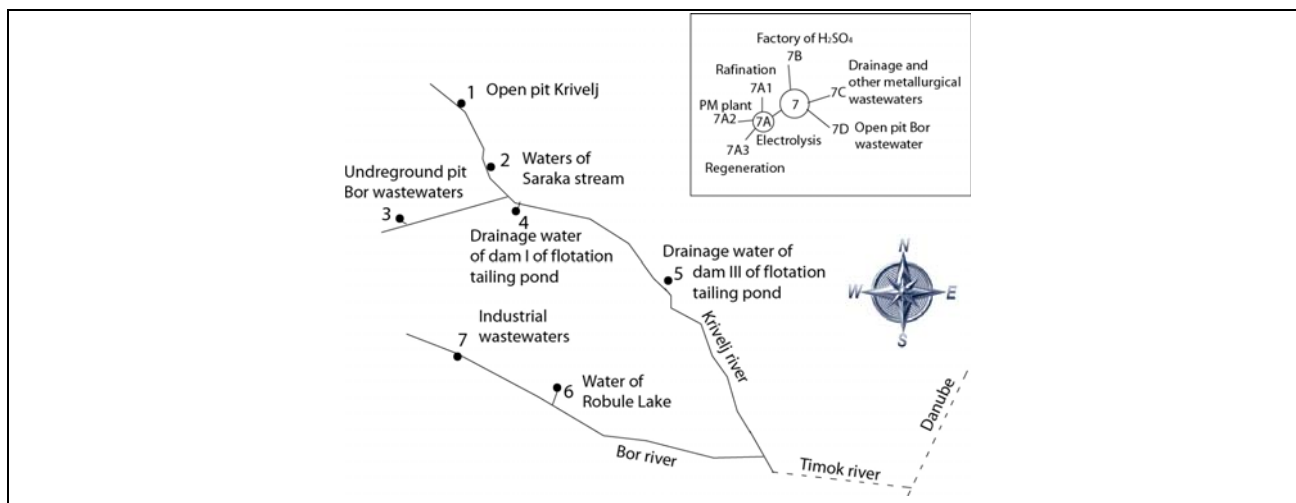 Factory of H₂SO₄
7B
Rafination
7A1
Drainage and
other metallurgical
wastewaters
7C
7
PM plant
7A2
7A
7D
Open pit Bor
wastewater
Electrolysis
7A3
Regeneration
1 Open pit Krivelj
2 Waters of
Saraka stream
Undreground pit
Bor wastewaters
3
4
Drainage water
of dam I of flotation
tailing pond
Drainage water of
5 dam III of flotation
tailing pond
N
W E
S
Industrial
wastewaters
7
6 Water of
Robule Lake
Krivelj river
Bor river
Timok river
Danube